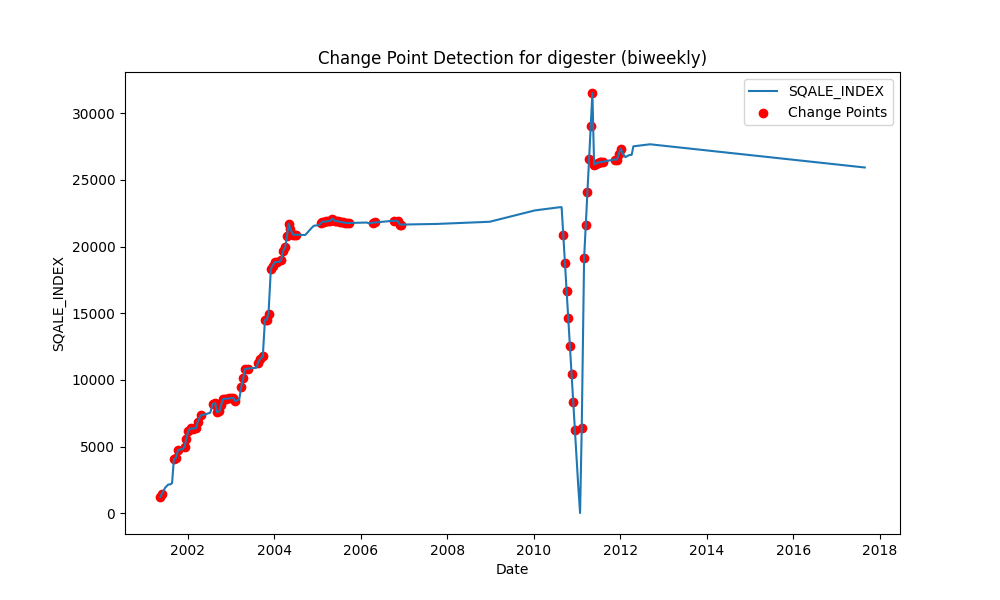 Change Point Detection for digester (biweekly)
SQALE_INDEX
Change Points
30000
25000
20000
15000
10000
5000
0
SQALE_INDEX
2002 2004 2006 2008 2010 2012 2014 2016 2018
Date